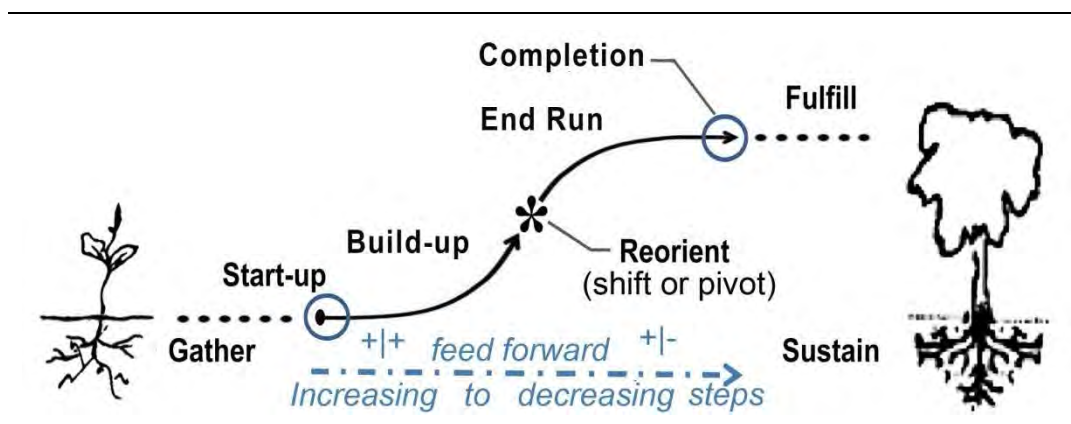 Completion
Fulfill
End Run
Build-up
Reorient
(shift or pivot)
Start-up
Gather
+|+ feed forward +|-
Sustain
Increasing to decreasing steps